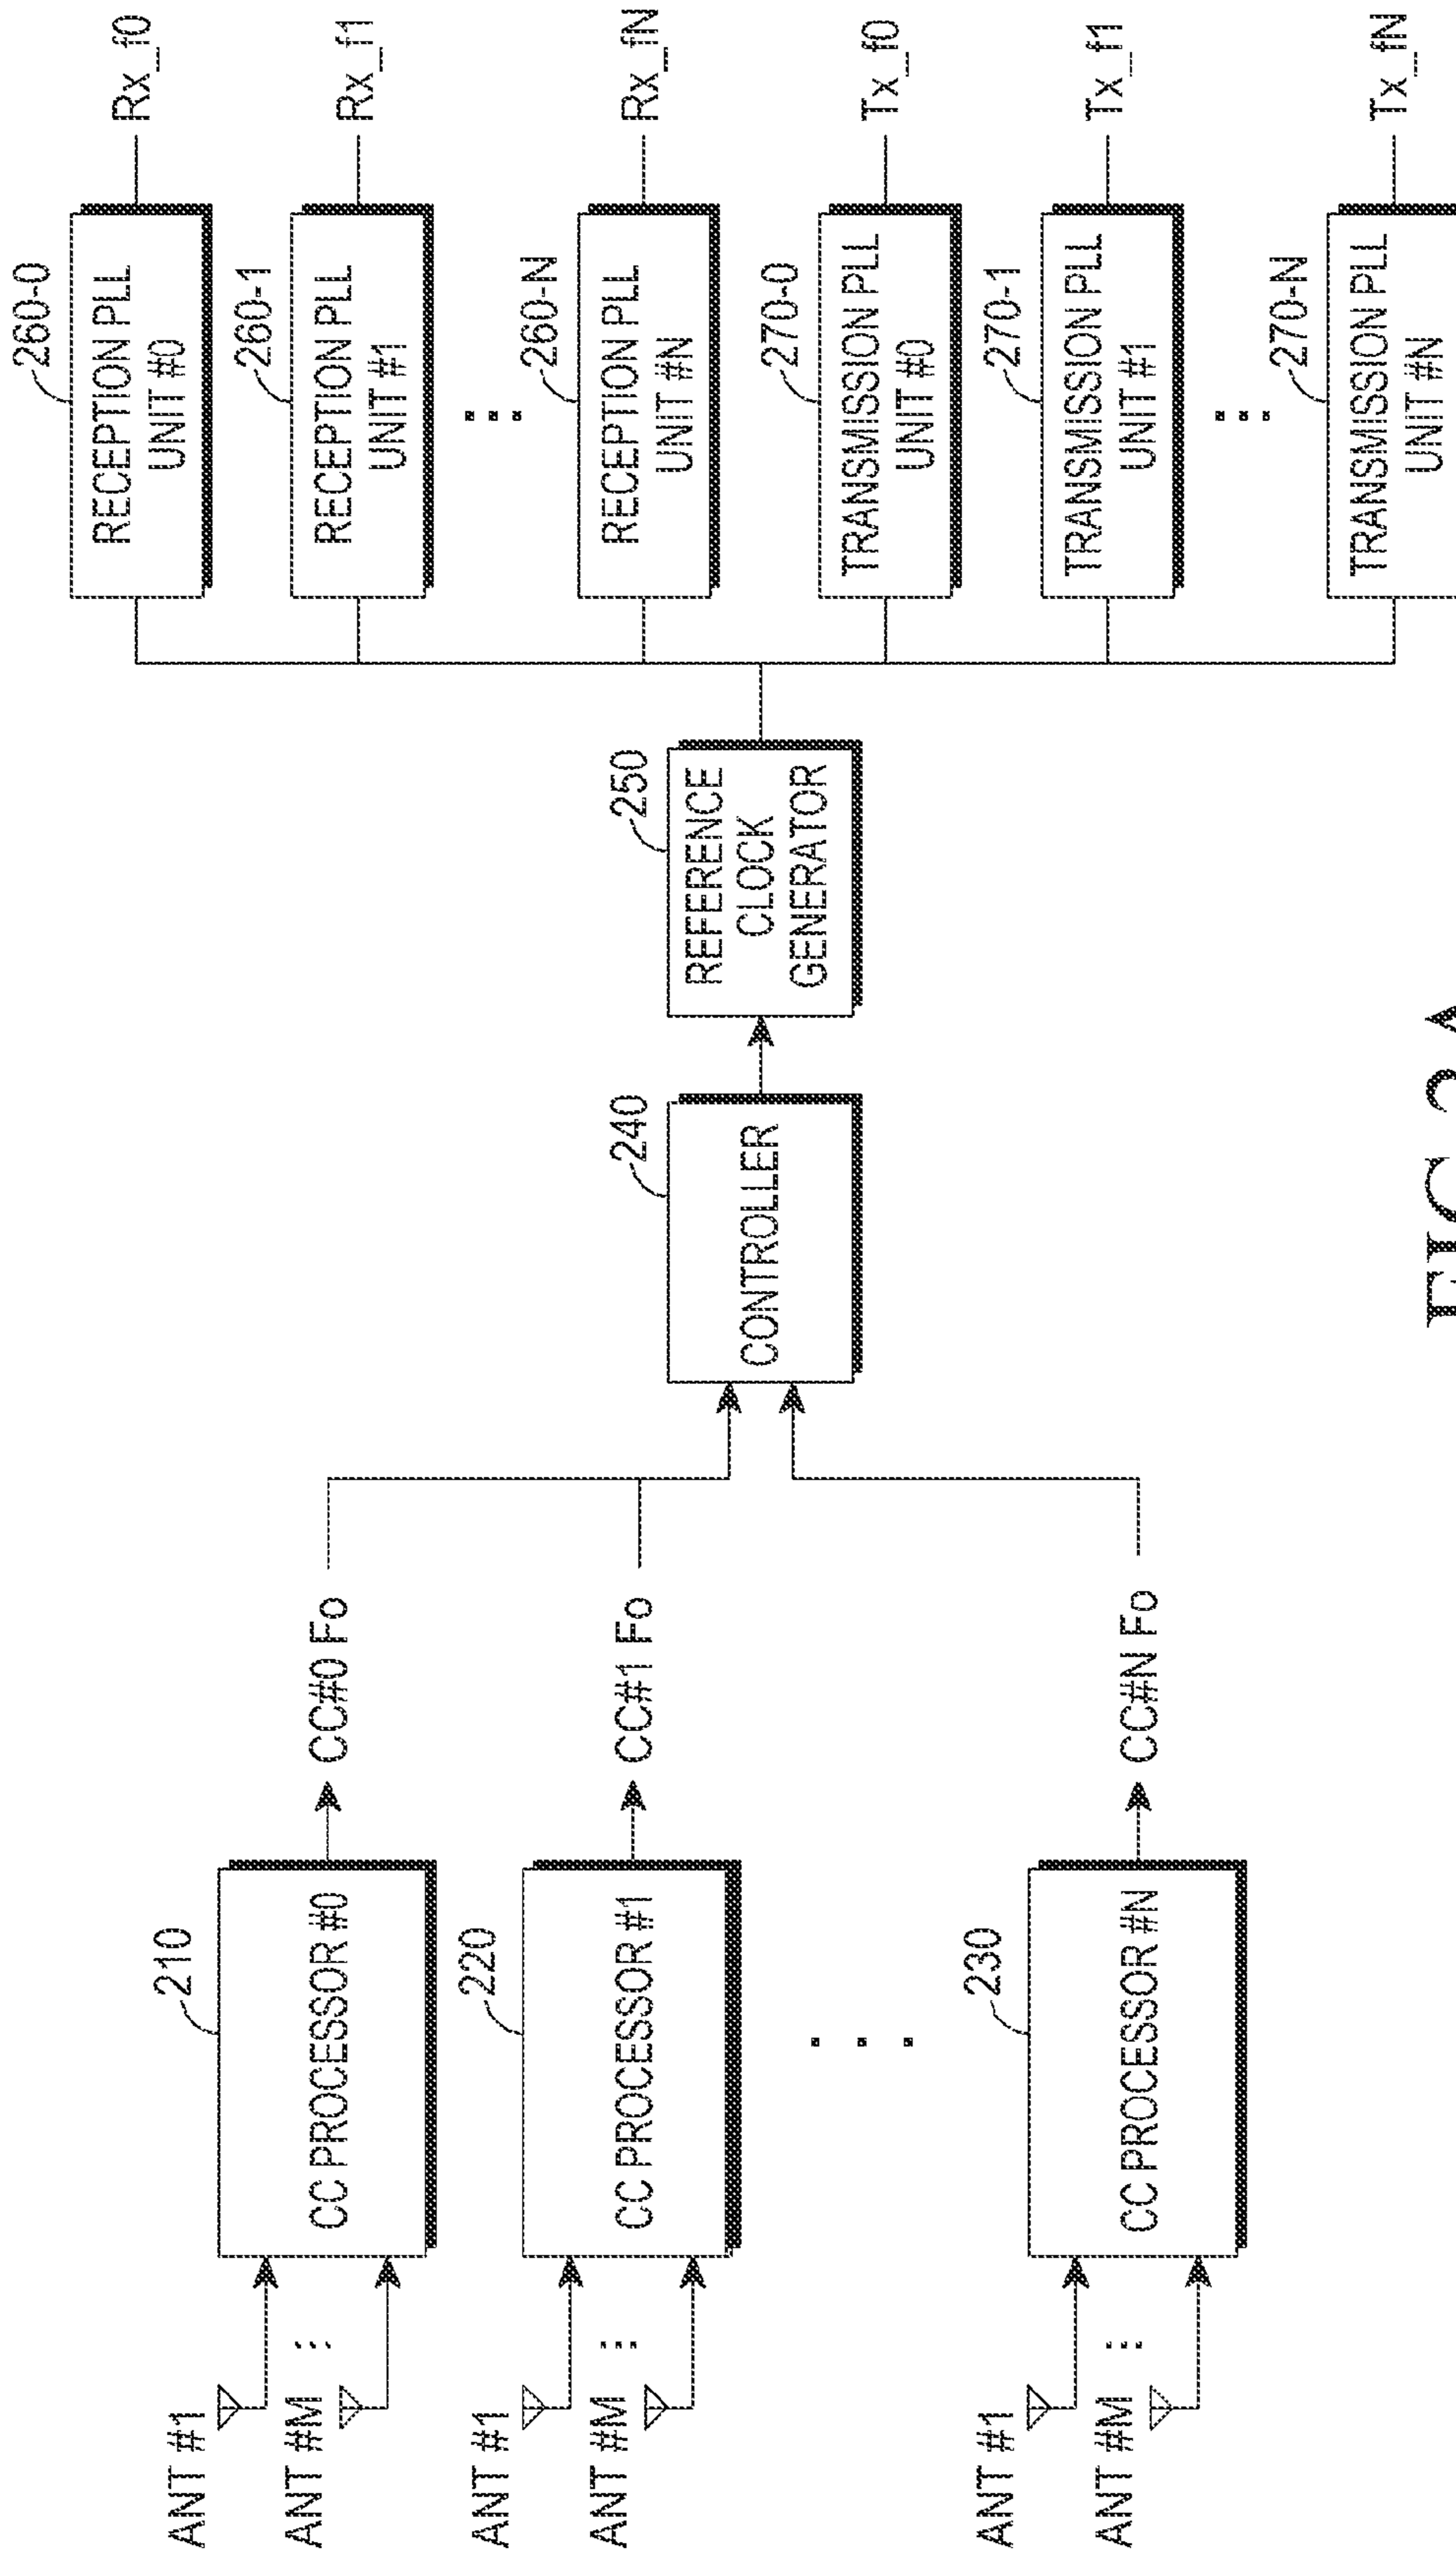 ANT #1
ANT #M
210
CC PROCESSOR #0
CC#0 Fo
ANT #1
ANT #M
220
CC PROCESSOR #1
CC#1 Fo
ANT #1
ANT #M
230
CC PROCESSOR #N
CC#N Fo
240
CONTROLLER
250
REFERENCE
CLOCK
GENERATOR
260-0
RECEPTION PLL
UNIT #0
Rx_f0
260-1
RECEPTION PLL
UNIT #1
Rx_f1
260-N
RECEPTION PLL
UNIT #N
Rx_fN
270-0
TRANSMISSION PLL
UNIT #0
Tx_f0
270-1
TRANSMISSION PLL
UNIT #1
Tx_f1
270-N
TRANSMISSION PLL
UNIT #N
Tx_fN